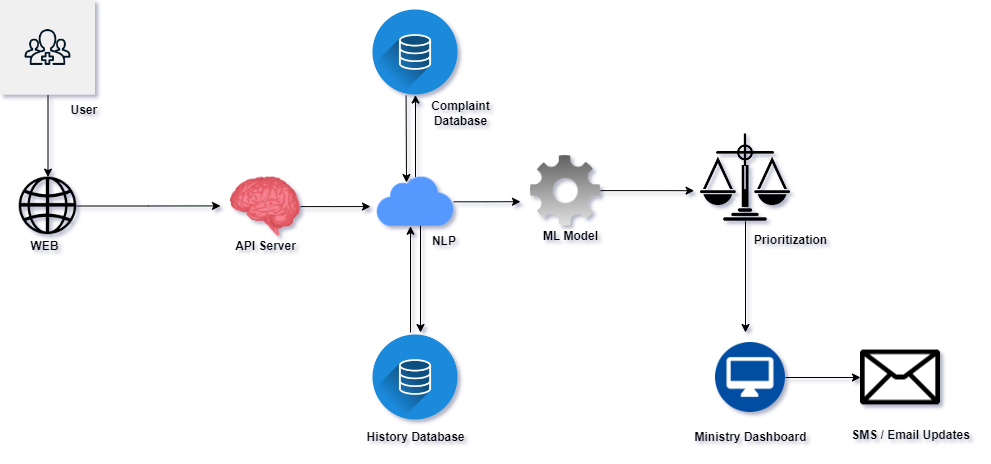 User
Complaint
Database
WEB
API Server
NLP
ML Model
Prioritization
History Database
Ministry Dashboard
SMS / Email Updates